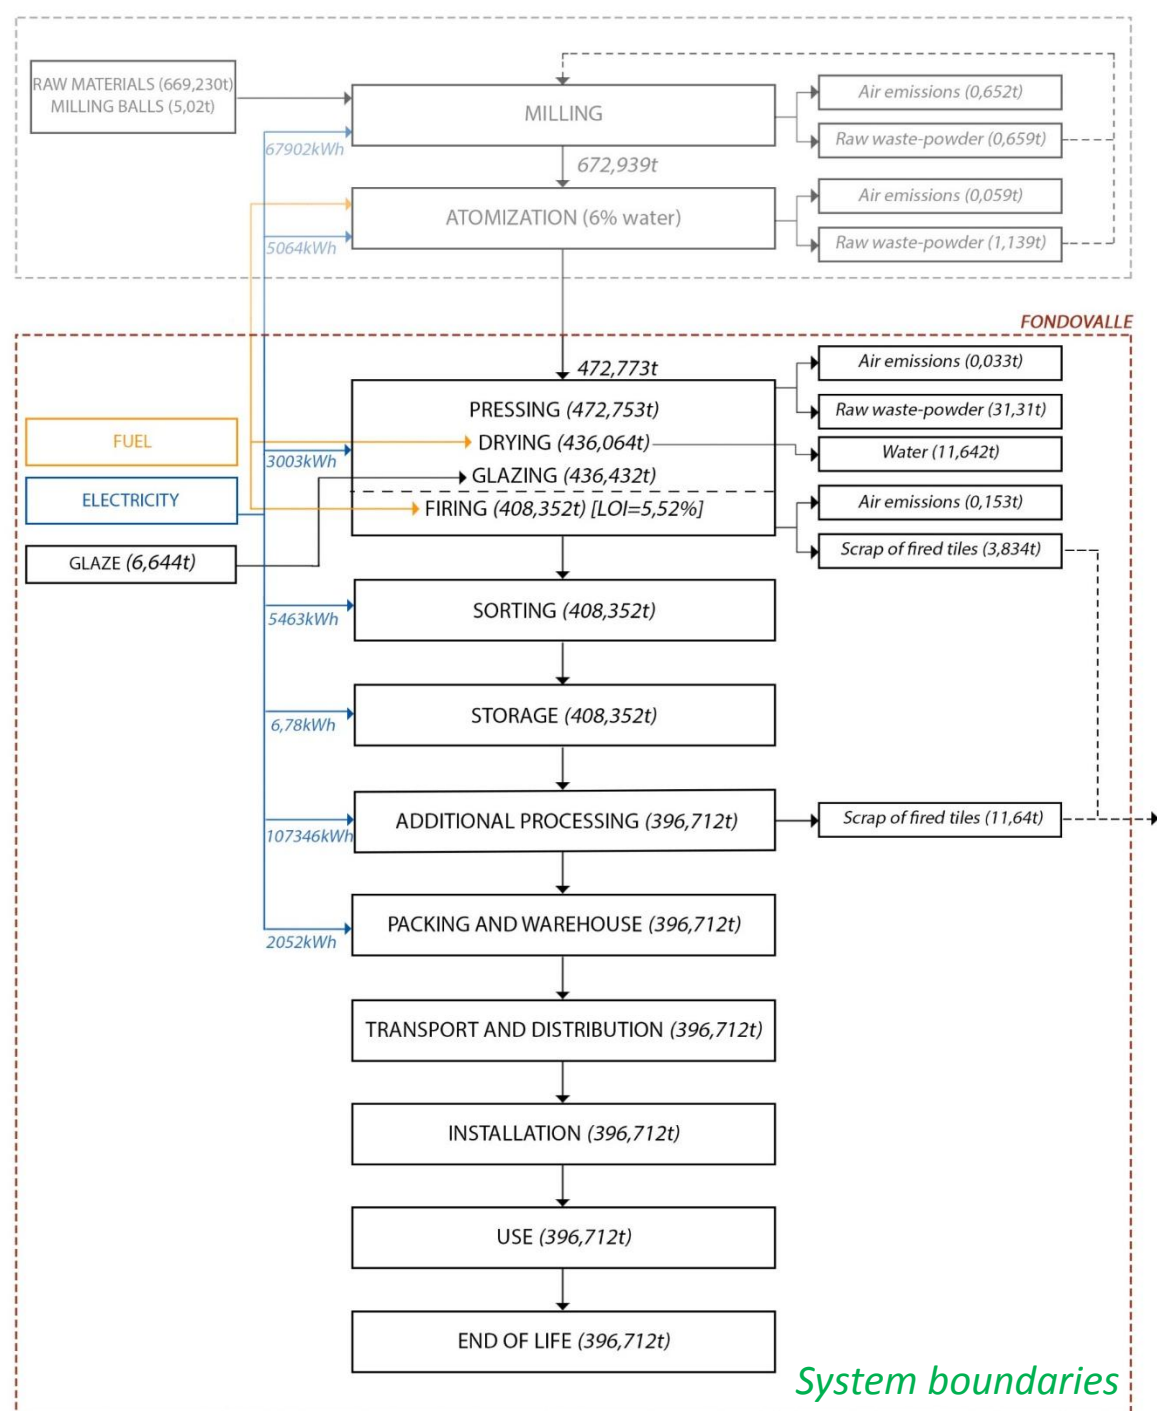 RAW MATERIALS (669,230t)
MILLING BALLS (5,02t)
MILLING
Air emissions (0,652t)
Raw waste-powder (0,659t)
67902kWh
672,939t
ATOMIZATION (6% water)
Air emissions (0,059t)
Raw waste-powder (1,139t)
5064kWh
FONDOVALLE
472,773t
Air emissions (0,033t)
PRESSING (472,753t)
Raw waste-powder (31,31t)
FUEL
DRYING (436,064t)
Water (11,642t)
3003kWh
GLAZING (436,432t)
ELECTRICITY
Air emissions (0,153t)
FIRING (408,352t) [LOI=5,52%]
GLAZE (6,644t)
Scrap of fired tiles (3,834t)
SORTING (408,352t)
5463kWh
STORAGE (408,352t)
6,78kWh
ADDITIONAL PROCESSING (396,712t)
Scrap of fired tiles (11,64t)
107346kWh
PACKING AND WAREHOUSE (396,712t)
2052kWh
TRANSPORT AND DISTRIBUTION (396,712t)
INSTALLATION (396,712t)
USE (396,712t)
END OF LIFE (396,712t)
System boundaries